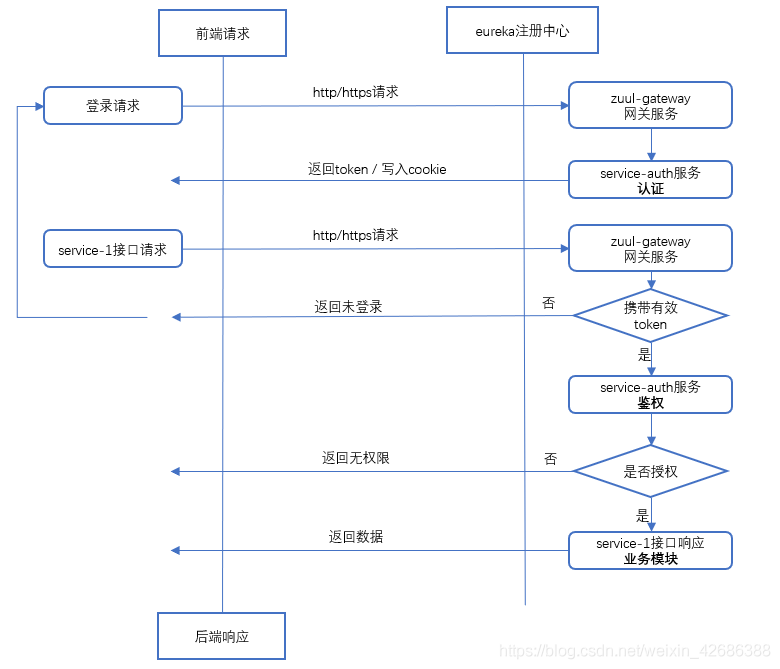 前端请求
eureka注册中心
登录请求
http/https请求
zuul-gateway
网关服务
返回token / 写入cookie
service-auth服务
认证
service-1接口请求
http/https请求
zuul-gateway
网关服务
返回未登录
否
携带有效
token
是
service-auth服务
鉴权
返回无权限
否
是否授权
是
返回数据
service-1接口响应
业务模块
后端响应
https://blog.csdn.net/weixin_42686388